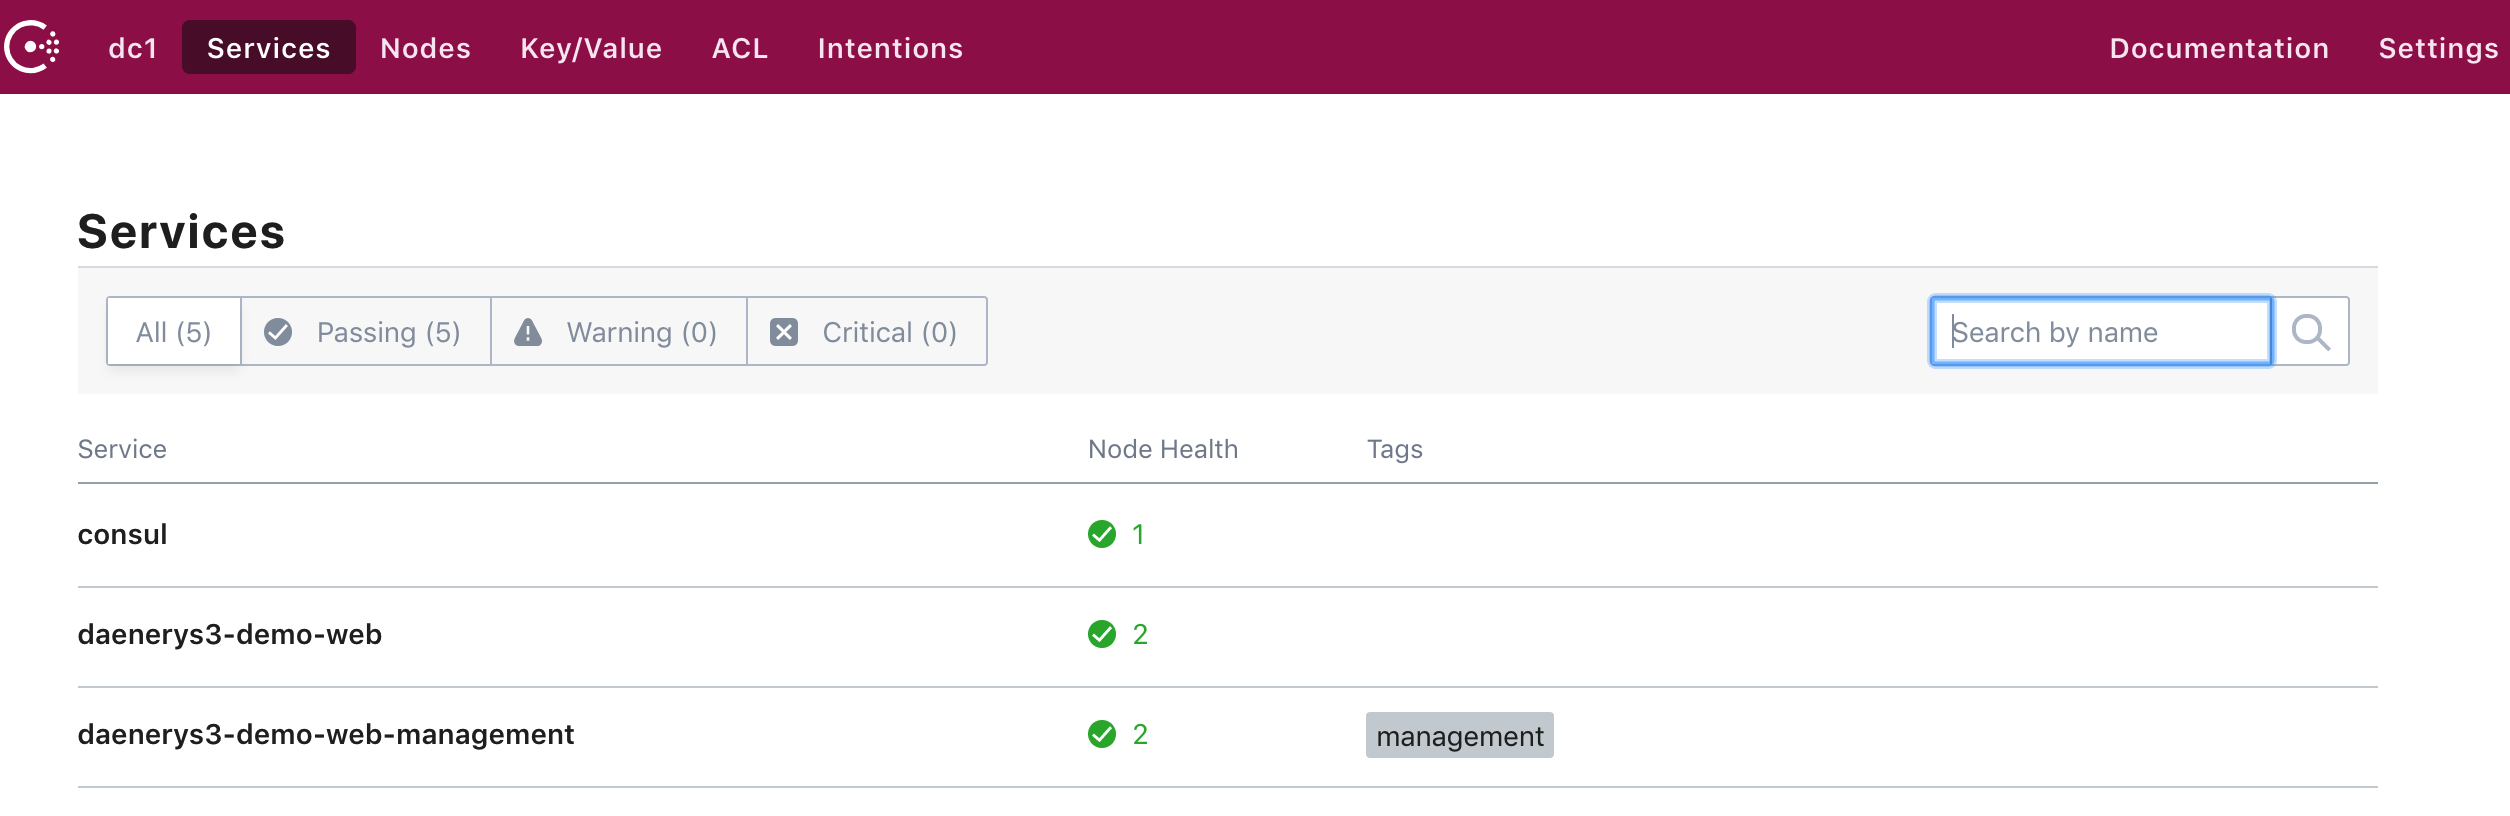 dc1 Services Nodes Key/Value ACL Intentions Documentation Settings
Services
All (5) Passing (5) Warning (0) Critical (0) Search by name
Service Node Health Tags
consul 1
daenerys3-demo-web 2
daenerys3-demo-web-management 2 management